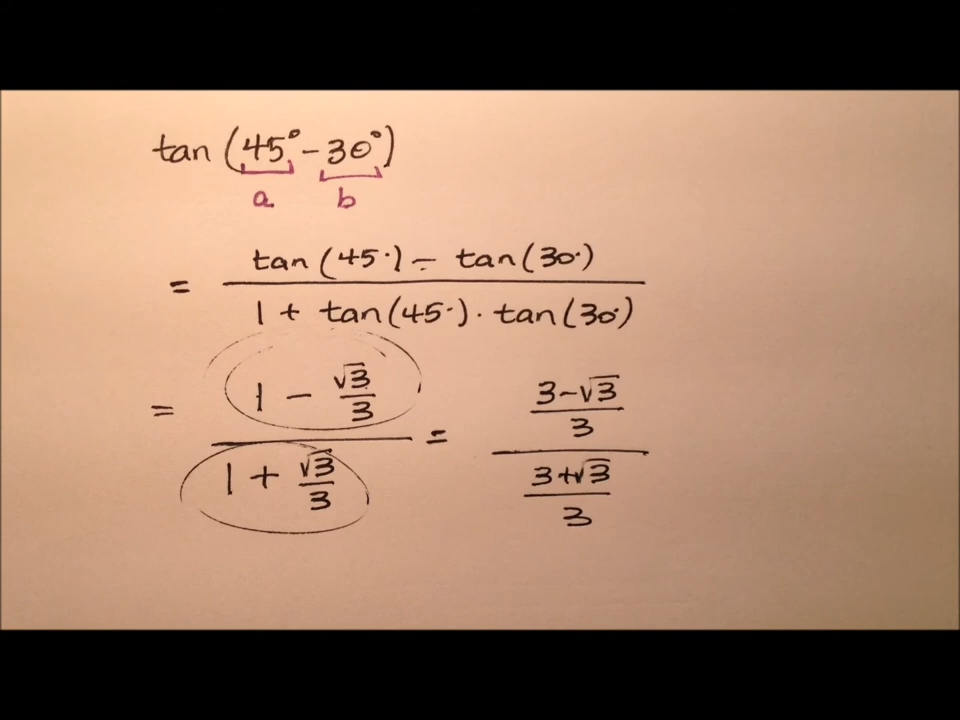 tan (45° - 30°)
a b
= tan (45°) - tan (30°)
1 + tan (45°) · tan (30°)
= 1 - √3/3 = 3-√3/3
1 + √3/3 3+√3/3